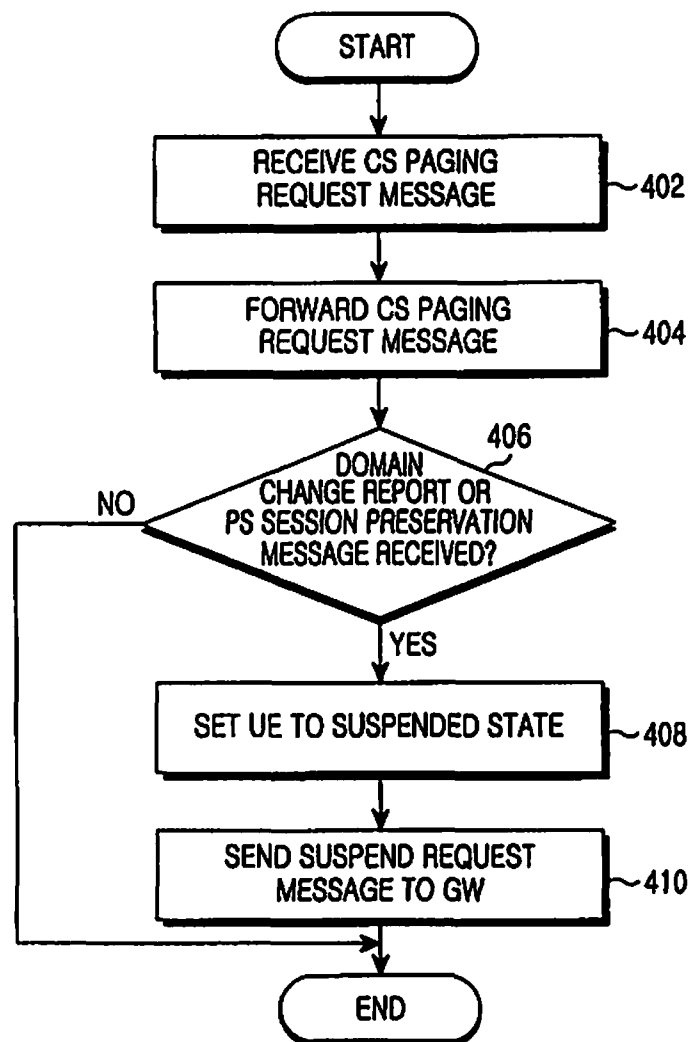 START
RECEIVE CS PAGING
REQUEST MESSAGE
402
FORWARD CS PAGING
REQUEST MESSAGE
404
406
DOMAIN
CHANGE REPORT OR
PS SESSION PRESERVATION
MESSAGE RECEIVED?
NO
YES
SET UE TO SUSPENDED STATE
408
SEND SUSPEND REQUEST
MESSAGE TO GW
410
END